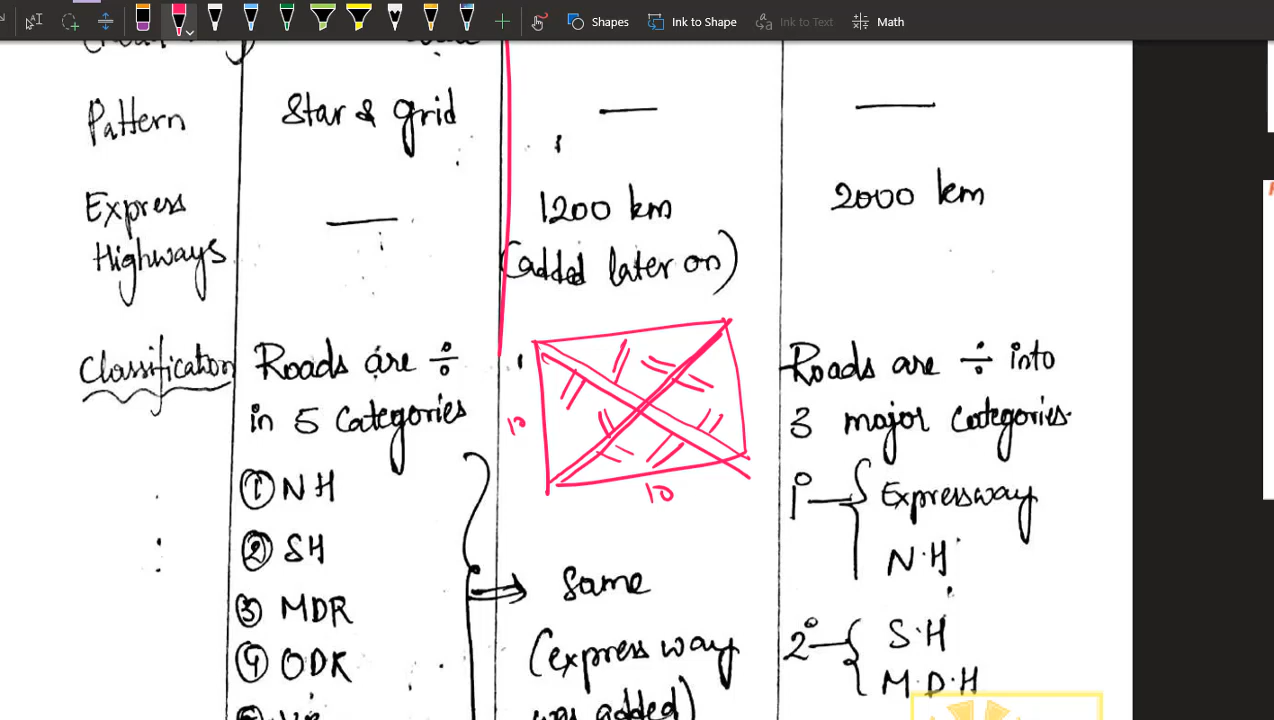 Shapes
Ink to Shape
Ink to Text
Math
Pattern
Star & grid
Express
Highways
1200 km
(added later on)
2000 km
Classification
Roads are ÷
in 5 Categories
① NH
② SH
③ MDR
④ ODR
10
10
Same
(express way
was added)
Roads are ÷ into
3 major categories.
1° Expressway
N.H
2° S.H
M.D.H